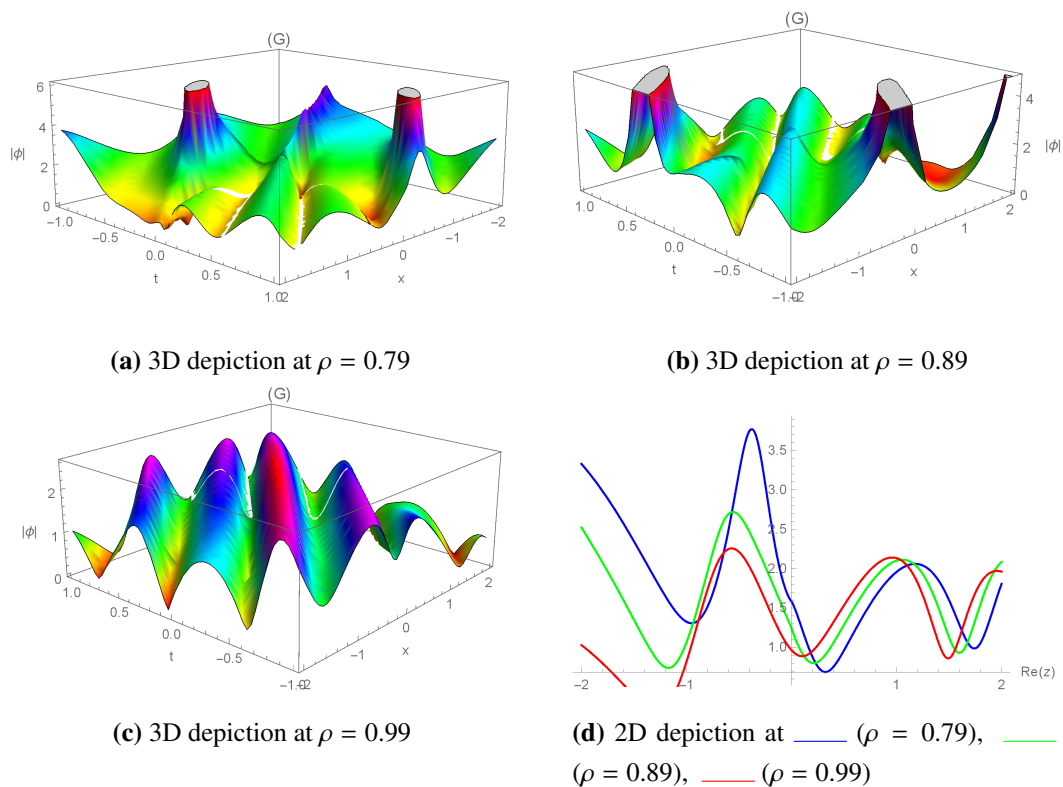 (G)
6
4
|ϕ|
2
0
-1.0
-0.5
0.0
t
0.5
1.0
2
1
x
0
-1
-2
(a) 3D depiction at ρ = 0.79
(G)
4
2
|ϕ|
0
1.0
0.5
0.0
t
-0.5
-1.0
-2
-1
0
x
1
2
(b) 3D depiction at ρ = 0.89
(G)
2
|ϕ|
1
0
1.0
0.5
0.0
t
-0.5
-1.0
-2
-1
x
0
1
2
(c) 3D depiction at ρ = 0.99
3.5
3.0
2.5
2.0
1.5
1.0
-2
-1
1
2
Re(z)
(d) 2D depiction at ____ (ρ = 0.79), ____
(ρ = 0.89), ____ (ρ = 0.99)